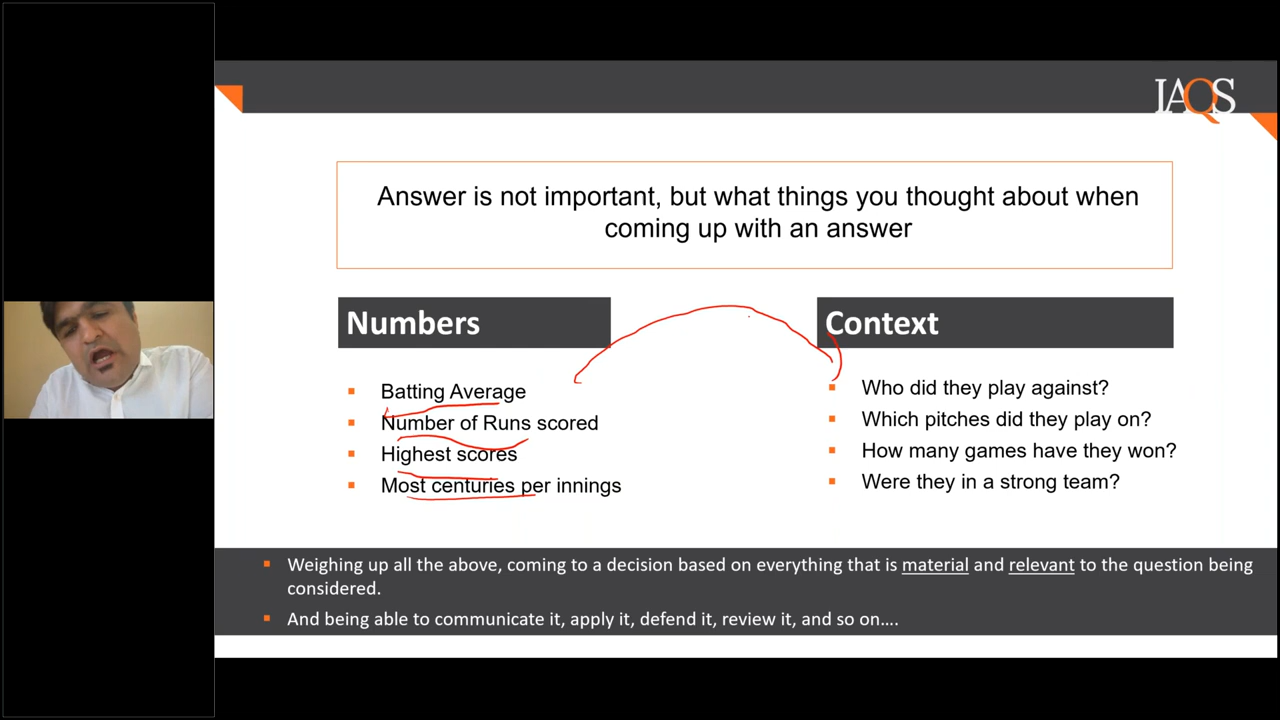 IAQS
Answer is not important, but what things you thought about when
coming up with an answer
Numbers
Batting Average
Number of Runs scored
Highest scores
Most centuries per innings
Context
Who did they play against?
Which pitches did they play on?
How many games have they won?
Were they in a strong team?
Weighing up all the above, coming to a decision based on everything that is material and relevant to the question being
considered.
And being able to communicate it, apply it, defend it, review it, and so on....